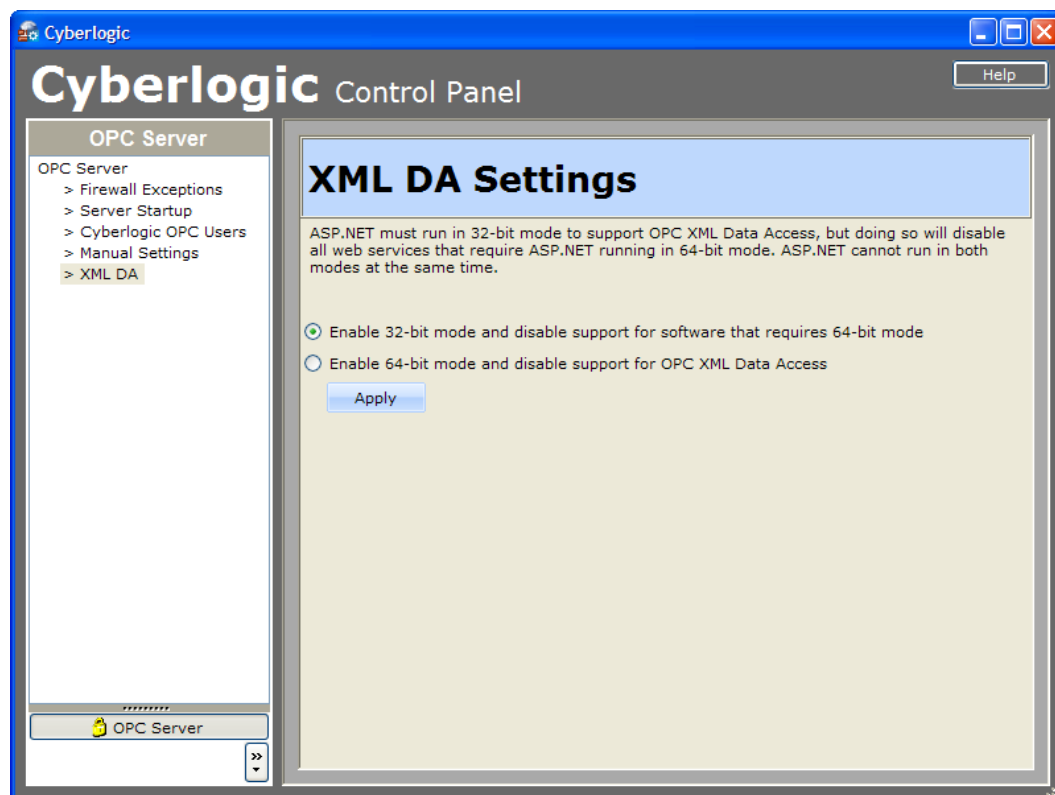 Cyberlogic
Cyberlogic Control Panel
Help
OPC Server
OPC Server
> Firewall Exceptions
> Server Startup
> Cyberlogic OPC Users
> Manual Settings
> XML DA
XML DA Settings
ASP.NET must run in 32-bit mode to support OPC XML Data Access, but doing so will disable
all web services that require ASP.NET running in 64-bit mode. ASP.NET cannot run in both
modes at the same time.
Enable 32-bit mode and disable support for software that requires 64-bit mode
Enable 64-bit mode and disable support for OPC XML Data Access
Apply
OPC Server